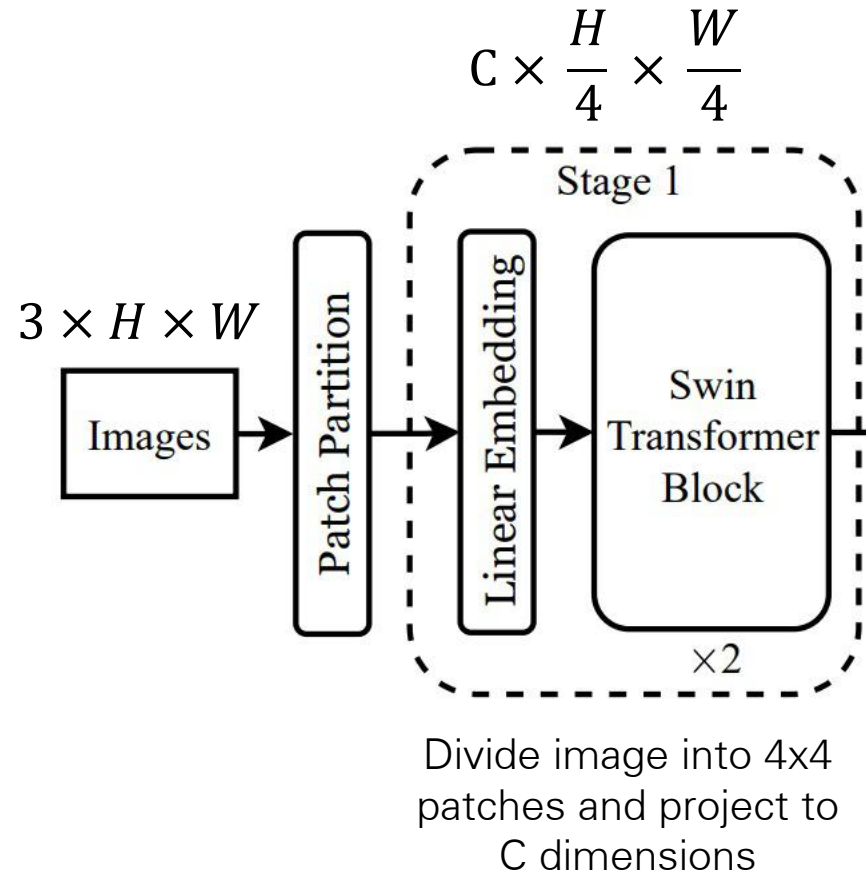 C × H/4 × W/4
Stage 1
3 × H × W
Images
Patch Partition
Linear Embedding
Swin
Transformer
Block
×2
Divide image into 4x4
patches and project to
C dimensions